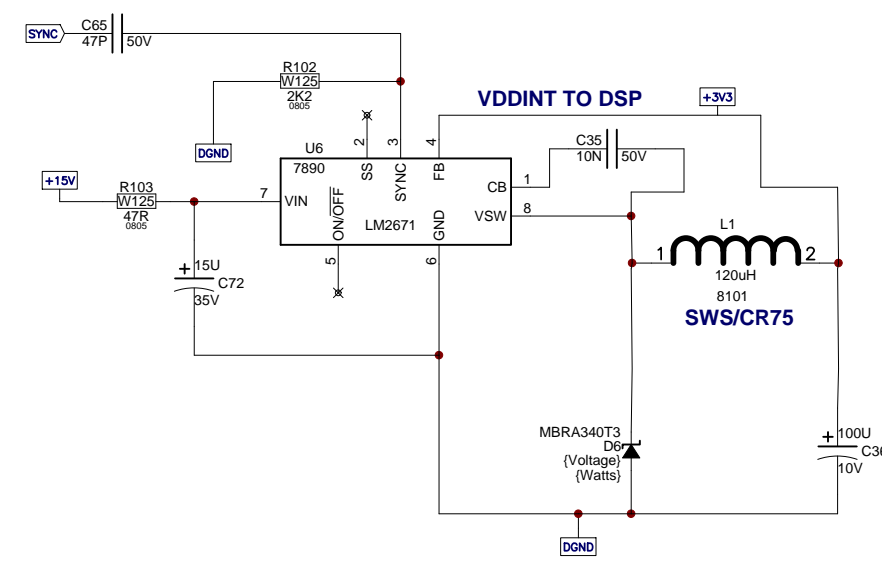 SYNC
C65
47P
50V
R102
W125
2K2
0805
DGND
VDDINT TO DSP
+3V3
U6
7890
2
3
4
SS
SYNC
FB
C35
10N
50V
+15V
R103
W125
47R
0805
7
VIN
CB
1
VSW
8
ON/OFF
LM2671
GND
5
6
L1
1
2
120uH
8101
SWS/CR75
+
15U
C72
35V
MBRA340T3
D6
{Voltage}
{Watts}
+
100U
C36
10V
DGND